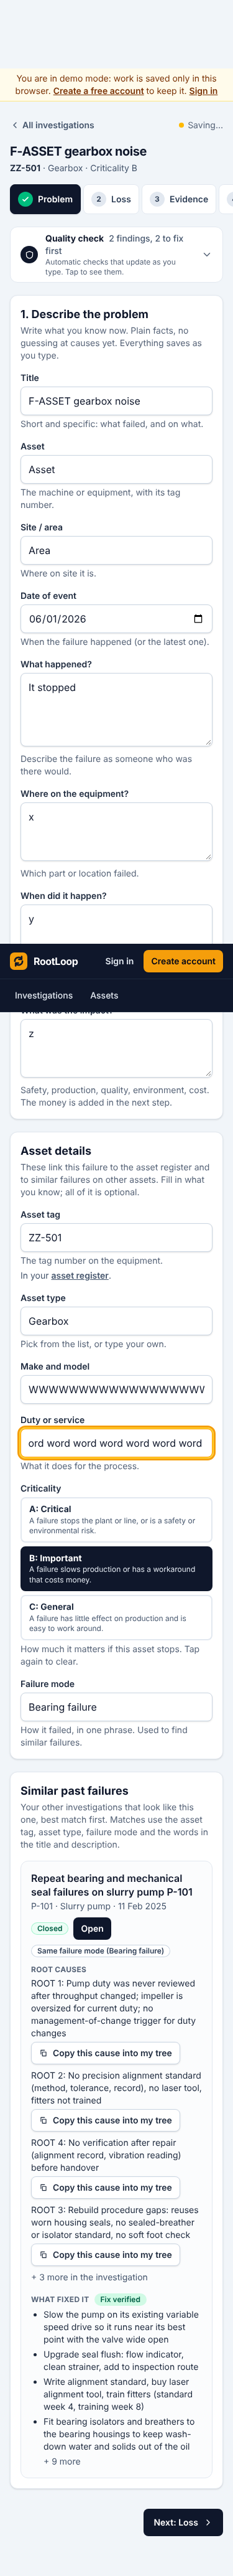 You are in demo mode: work is saved only in this
browser. Create a free account to keep it. Sign in
All investigations
Saving...
F-ASSET gearbox noise
ZZ-501 · Gearbox · Criticality B
Problem
2 Loss
3 Evidence
Quality check 2 findings, 2 to fix
first
Automatic checks that update as you
type. Tap to see them.
1. Describe the problem
Write what you know now. Plain facts, no
guessing at causes yet. Everything saves as
you type.
Title
F-ASSET gearbox noise
Short and specific: what failed, and on what.
Asset
Asset
The machine or equipment, with its tag
number.
Site / area
Area
Where on site it is.
Date of event
06/01/2026
When the failure happened (or the latest one).
What happened?
It stopped
Describe the failure as someone who was
there would.
Where on the equipment?
x
Which part or location failed.
When did it happen?
y
RootLoop
Sign in
Create account
Investigations
Assets
z
Safety, production, quality, environment, cost.
The money is added in the next step.
Asset details
These link this failure to the asset register and
to similar failures on other assets. Fill in what
you know; all of it is optional.
Asset tag
ZZ-501
The tag number on the equipment.
In your asset register.
Asset type
Gearbox
Pick from the list, or type your own.
Make and model
Duty or service
ord word word word word word word
What it does for the process.
Criticality
A: Critical
A failure stops the plant or line, or is a safety or
environmental risk.
B: Important
A failure slows production or has a workaround
that costs money.
C: General
A failure has little effect on production and is
easy to work around.
How much it matters if this asset stops. Tap
again to clear.
Failure mode
Bearing failure
How it failed, in one phrase. Used to find
similar failures.
Similar past failures
Your other investigations that look like this
one, best match first. Matches use the asset
tag, asset type, failure mode and the words in
the title and description.
Repeat bearing and mechanical
seal failures on slurry pump P-101
P-101 · Slurry pump · 11 Feb 2025
Closed
Open
Same failure mode (Bearing failure)
ROOT CAUSES
ROOT 1: Pump duty was never reviewed
after throughput changed; impeller is
oversized for current duty; no
management-of-change trigger for duty
changes
Copy this cause into my tree
ROOT 2: No precision alignment standard
(method, tolerance, record), no laser tool,
fitters not trained
Copy this cause into my tree
ROOT 4: No verification after repair
(alignment record, vibration reading)
before handover
Copy this cause into my tree
ROOT 3: Rebuild procedure gaps: reuses
worn housing seals, no sealed-breather
or isolator standard, no soft foot check
Copy this cause into my tree
+ 3 more in the investigation
WHAT FIXED IT Fix verified
• Slow the pump on its existing variable
speed drive so it runs near its best
point with the valve wide open
• Upgrade seal flush: flow indicator,
clean strainer, add to inspection route
• Write alignment standard, buy laser
alignment tool, train fitters (standard
week 4, training week 8)
• Fit bearing isolators and breathers to
the bearing housings to keep wash-
down water and solids out of the oil
+ 9 more
Next: Loss